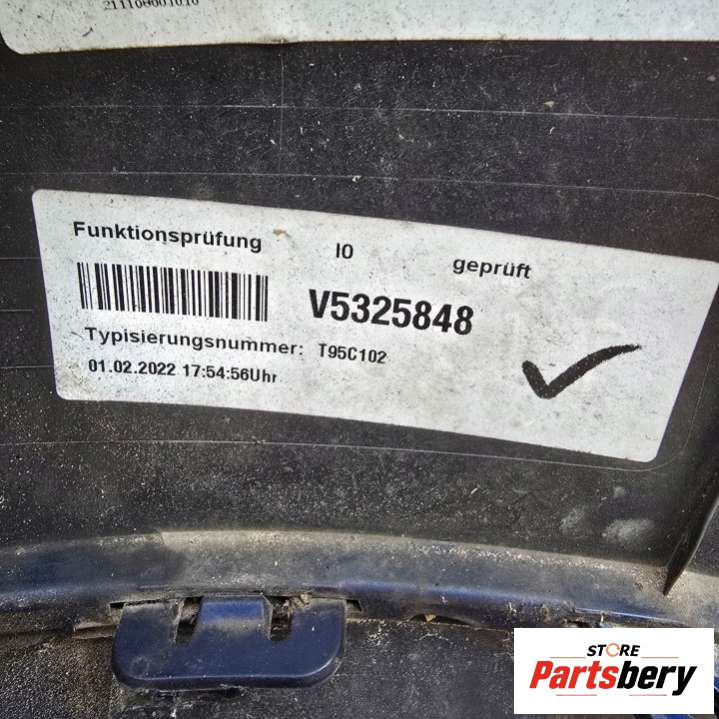 Funktionsprüfung IO geprüft
V5325848
Typisierungsnummer: T95C102
01.02.2022 17:54:56Uhr
STORE
Partsbery